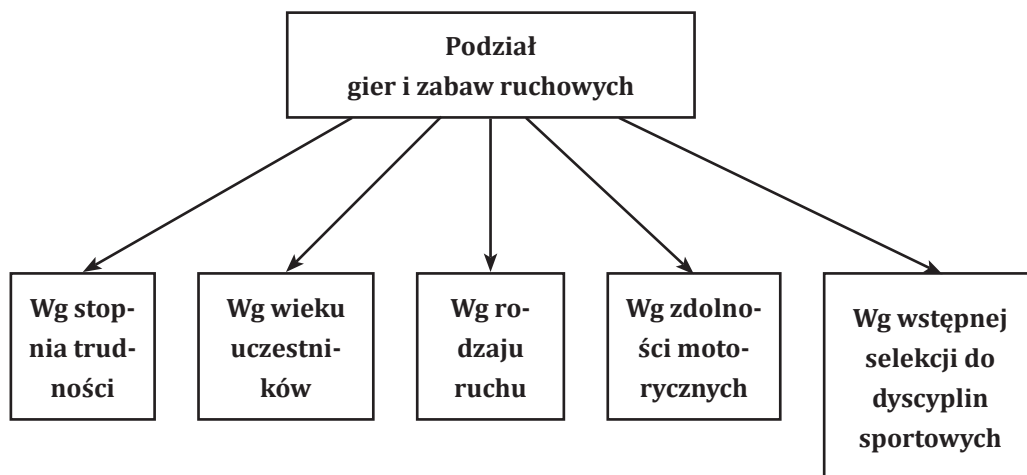 Podział
gier i zabaw ruchowych
Wg stop-
nia trud-
ności
Wg wieku
uczestni-
ków
Wg ro-
dzaju
ruchu
Wg zdolno-
ści moto-
rycznych
Wg wstępnej
selekcji do
dyscyplin
sportowych